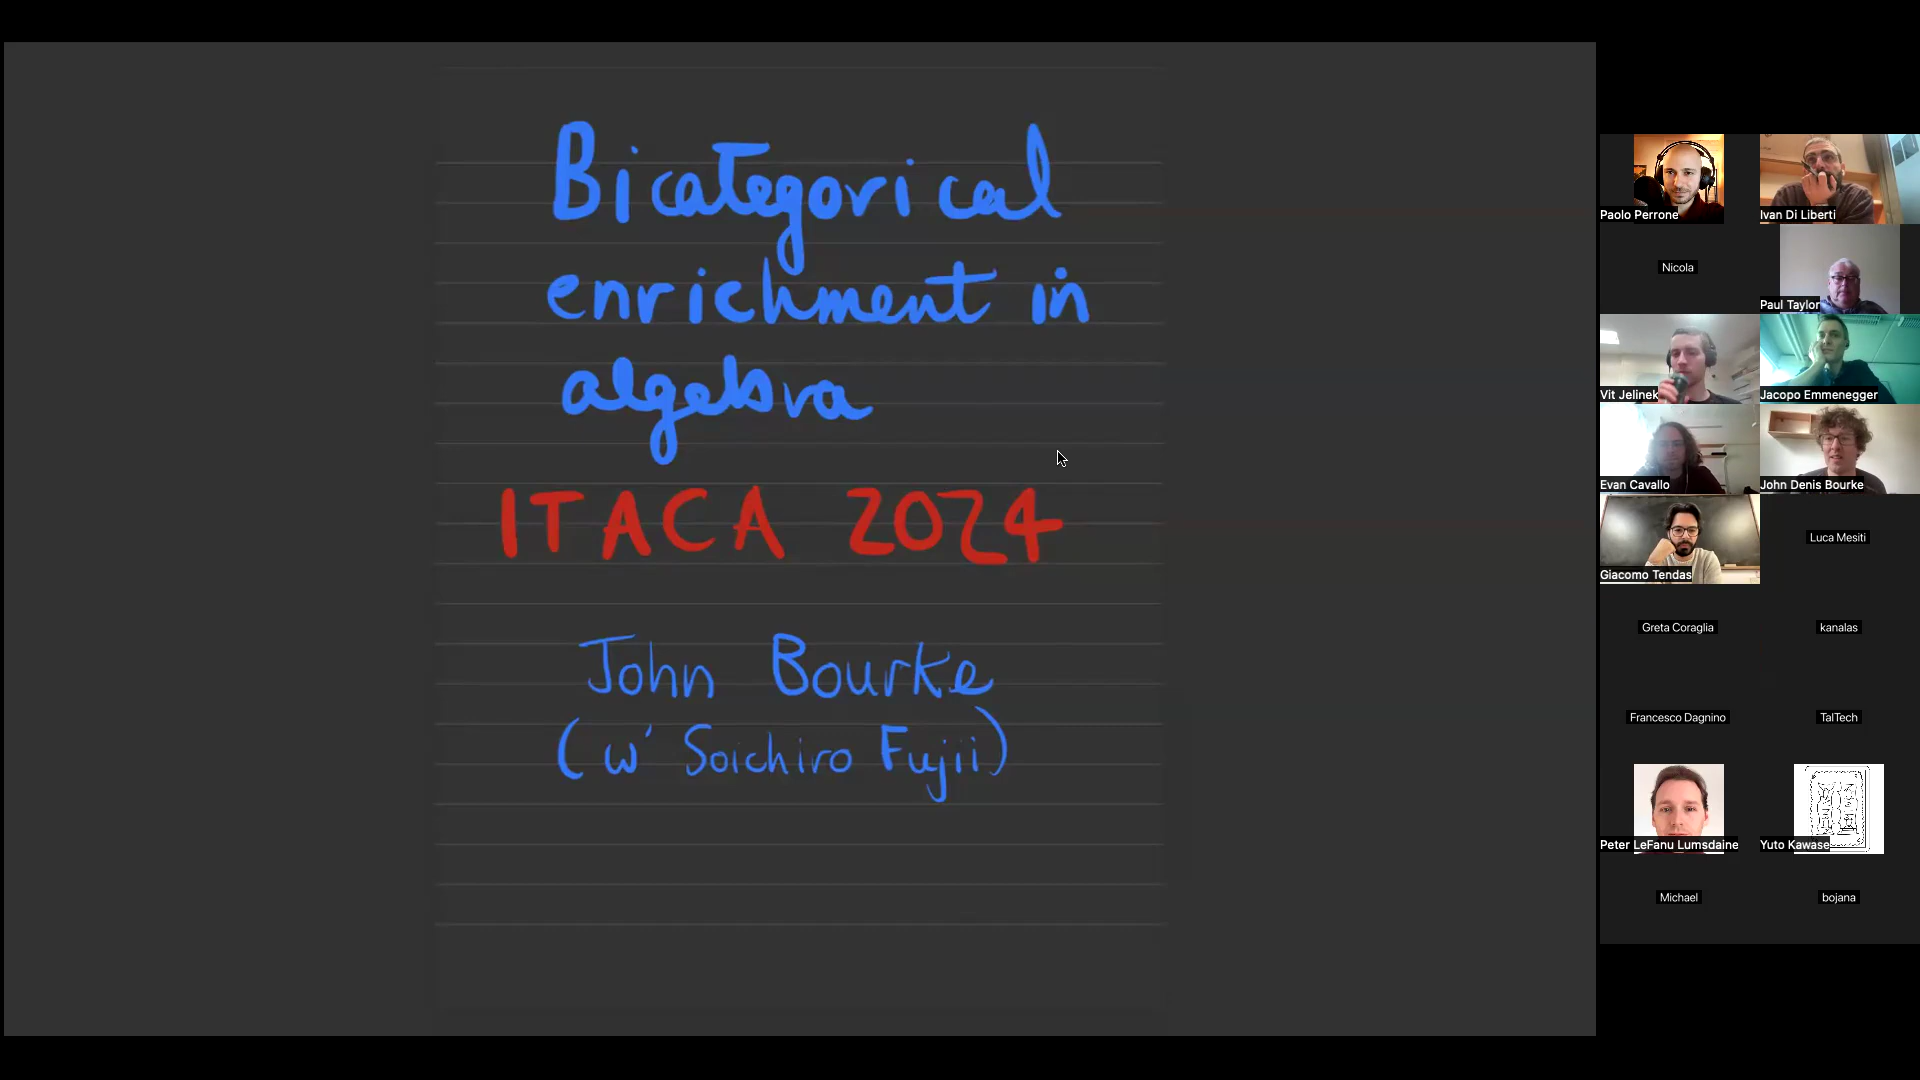 Bicategorical
enrichment in
algebra
ITACA 2024
John Bourke
(w' Soichiro Fujii)
Paolo Perrone
Ivan Di Liberti
Nicola
Paul Taylor
Vit Jelinek
Jacopo Emmenegger
Evan Cavallo
John Denis Bourke
Giacomo Tendas
Luca Mesiti
Greta Coraglia
kanalas
Francesco Dagnino
TalTech
Peter LeFanu Lumsdaine
Yuto Kawase
Michael
bojana